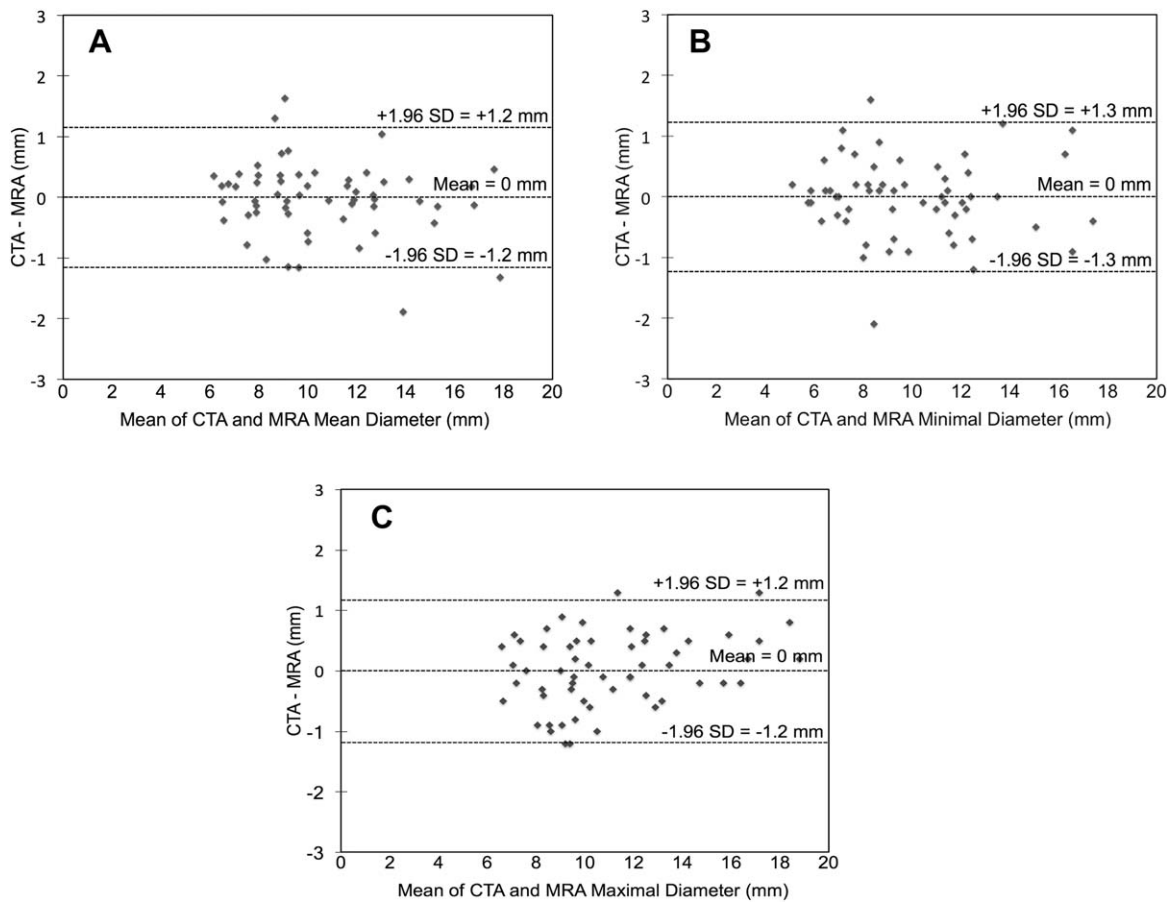 A
3
2
1
0
-1
-2
-3
CTA - MRA (mm)
+1.96 SD = +1.2 mm
Mean = 0 mm
-1.96 SD = -1.2 mm
0 2 4 6 8 10 12 14 16 18 20
Mean of CTA and MRA Mean Diameter (mm)
B
3
2
1
0
-1
-2
-3
CTA - MRA (mm)
+1.96 SD = +1.3 mm
Mean = 0 mm
-1.96 SD = -1.3 mm
0 2 4 6 8 10 12 14 16 18 20
Mean of CTA and MRA Minimal Diameter (mm)
C
3
2
1
0
-1
-2
-3
CTA - MRA (mm)
+1.96 SD = +1.2 mm
Mean = 0 mm
-1.96 SD = -1.2 mm
0 2 4 6 8 10 12 14 16 18 20
Mean of CTA and MRA Maximal Diameter (mm)